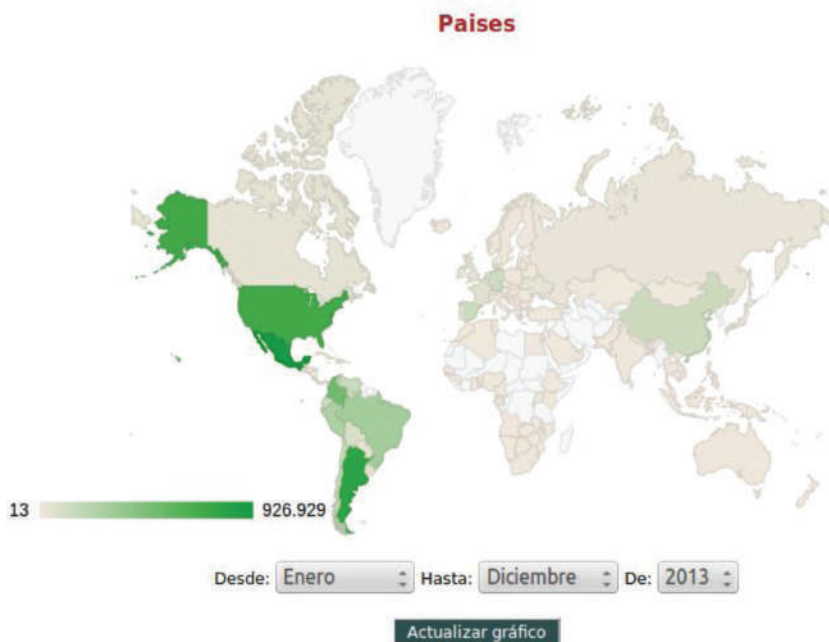 Paises
13 926.929
Desde: Enero Hasta: Diciembre De: 2013
Actualizar gráfico